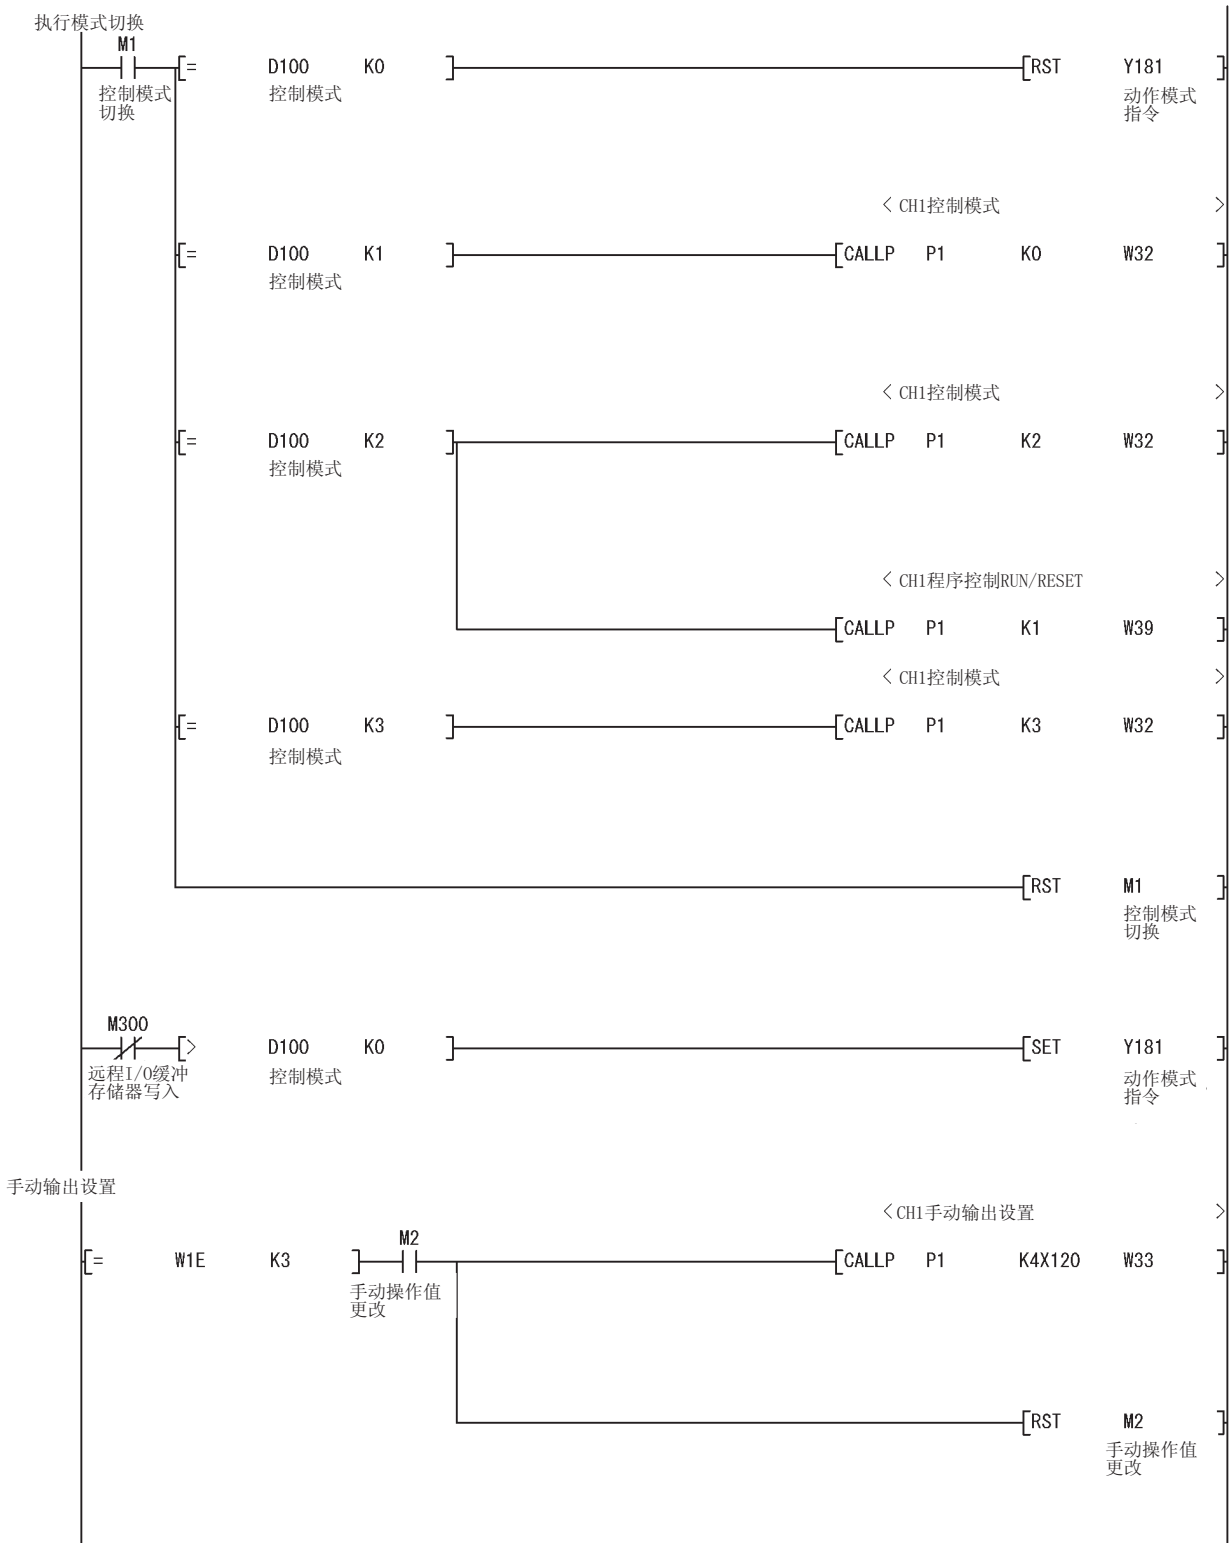 执行模式切换
M1
[= D100 K0 ] [RST Y181 ]
控制模式 控制模式 动作模式
切换 指令
< CH1控制模式 >
[= D100 K1 ] [CALLP P1 K0 W32 ]
控制模式
< CH1控制模式 >
[= D100 K2 ] [CALLP P1 K2 W32 ]
控制模式
< CH1程序控制RUN/RESET >
[CALLP P1 K1 W39 ]
< CH1控制模式 >
[= D100 K3 ] [CALLP P1 K3 W32 ]
控制模式
[RST M1 ]
控制模式
切换
M300
[> D100 K0 ] [SET Y181 ]
远程I/O缓冲 控制模式 动作模式
存储器写入 指令
手动输出设置
< CH1手动输出设置 >
M2
[= W1E K3 ] [CALLP P1 K4X120 W33 ]
手动操作值
更改
[RST M2 ]
手动操作值
更改